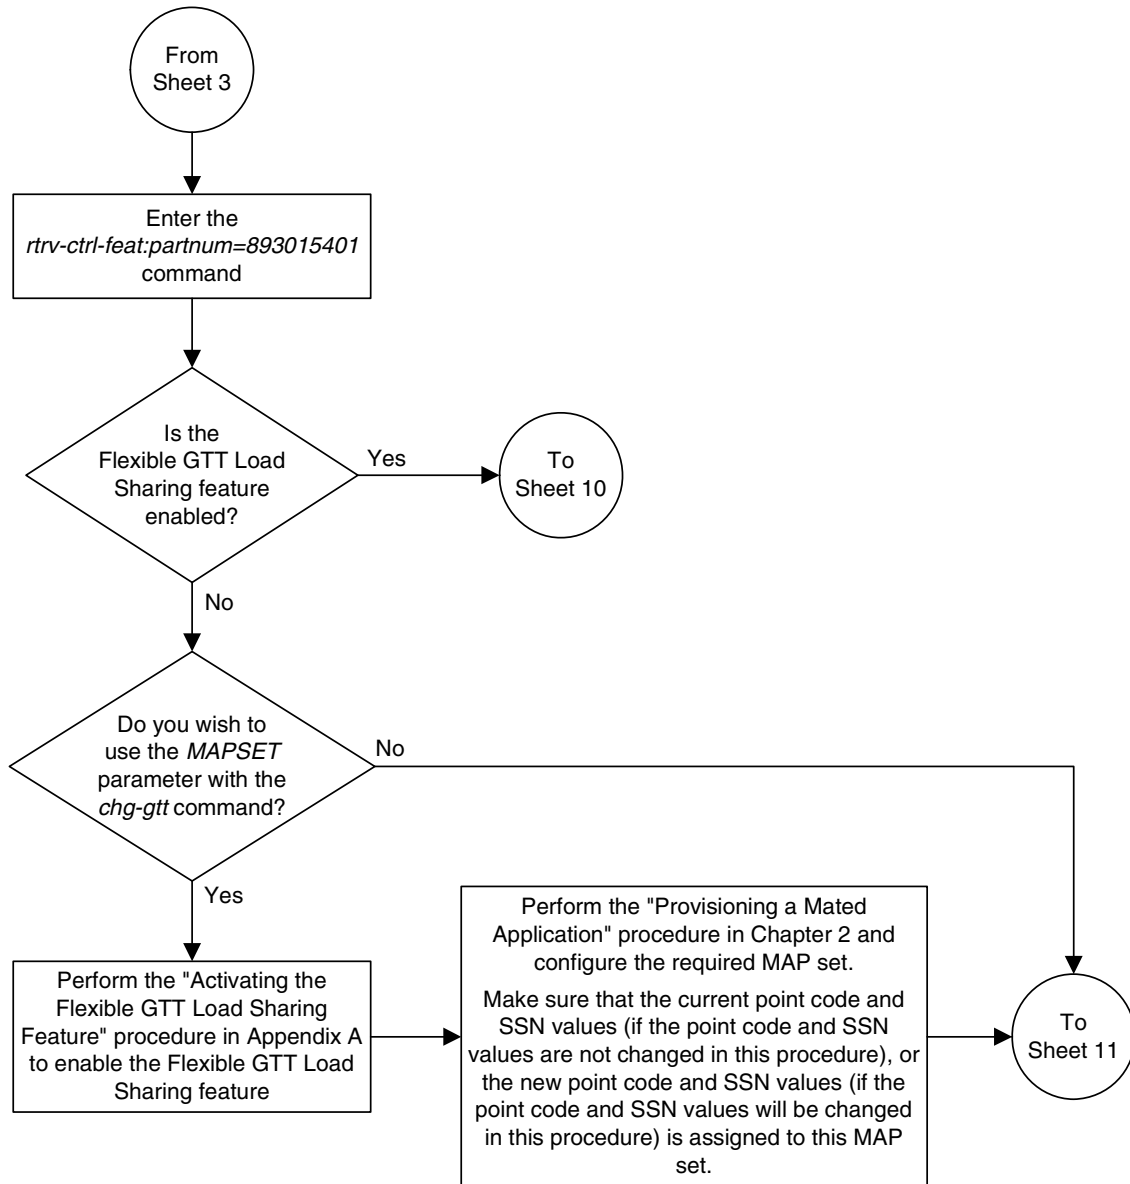 From
Sheet 3
Enter the
rtrv-ctrl-feat:partnum=893015401
command
Is the
Flexible GTT Load
Sharing feature
enabled?
Yes
To
Sheet 10
No
Do you wish to
use the MAPSET
parameter with the
chg-gtt command?
No
Yes
Perform the "Activating the
Flexible GTT Load Sharing
Feature" procedure in Appendix A
to enable the Flexible GTT Load
Sharing feature
Perform the "Provisioning a Mated
Application" procedure in Chapter 2 and
configure the required MAP set.
Make sure that the current point code and
SSN values (if the point code and SSN
values are not changed in this procedure), or
the new point code and SSN values (if the
point code and SSN values will be changed
in this procedure) is assigned to this MAP
set.
To
Sheet 11